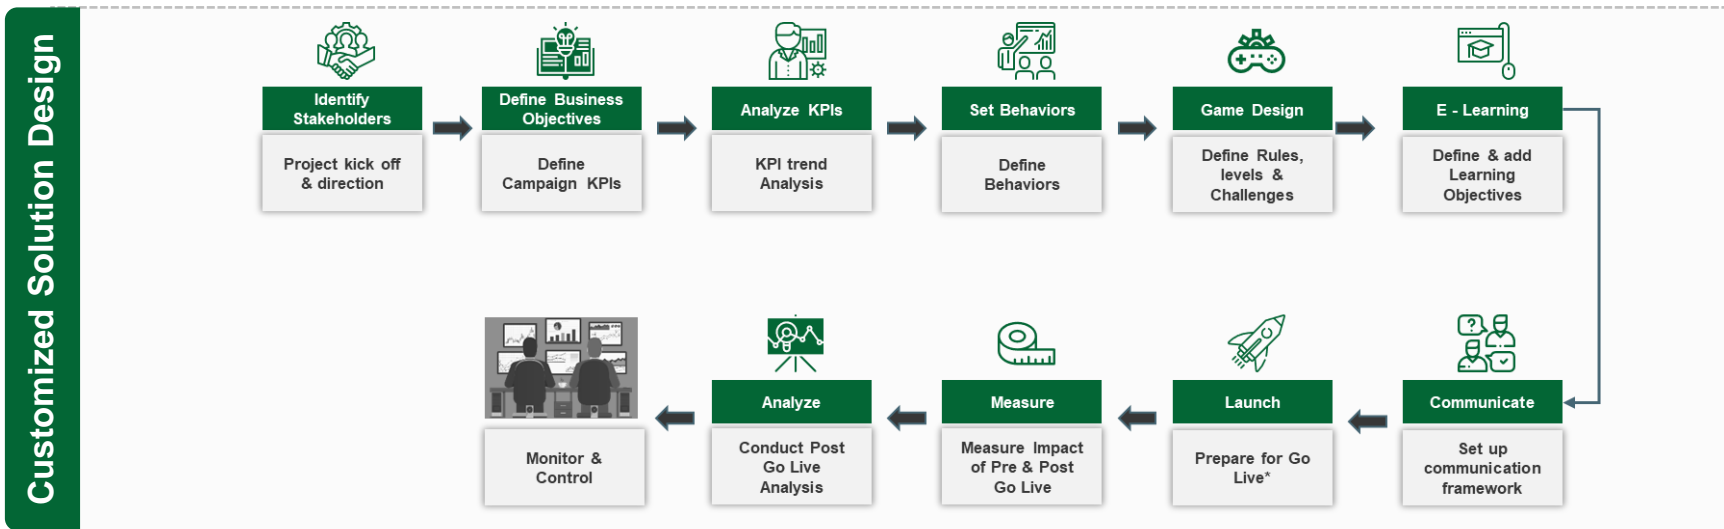 Customized Solution Design
Identify
Stakeholders
Project kick off
& direction
Define Business
Objectives
Define
Campaign KPIs
Analyze KPIs
KPI trend
Analysis
Set Behaviors
Define
Behaviors
Game Design
Define Rules,
levels &
Challenges
E - Learning
Define & add
Learning
Objectives
Communicate
Set up
communication
framework
Launch
Prepare for Go
Live*
Measure
Measure Impact
of Pre & Post
Go Live
Analyze
Conduct Post
Go Live
Analysis
Monitor &
Control